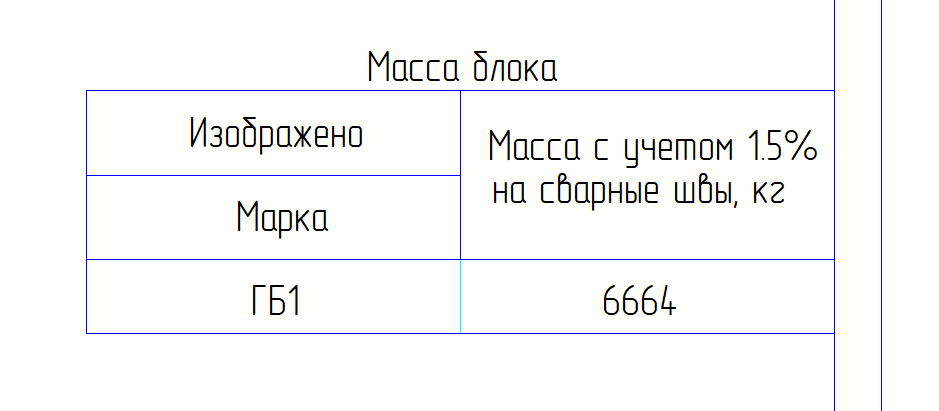 Масса блока
Изображено
Масса с учетом 1.5%
на сварные швы, кг
Марка
ГБ1
6664